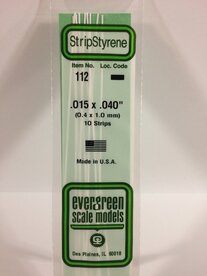 StripStyrene
Item No. Loc. Code
112
.015 x .040"
(0.4 x 1.0 mm)
10 Strips
Made in U.S.A.
evergreen
scale models
Des Plaines, IL 60018